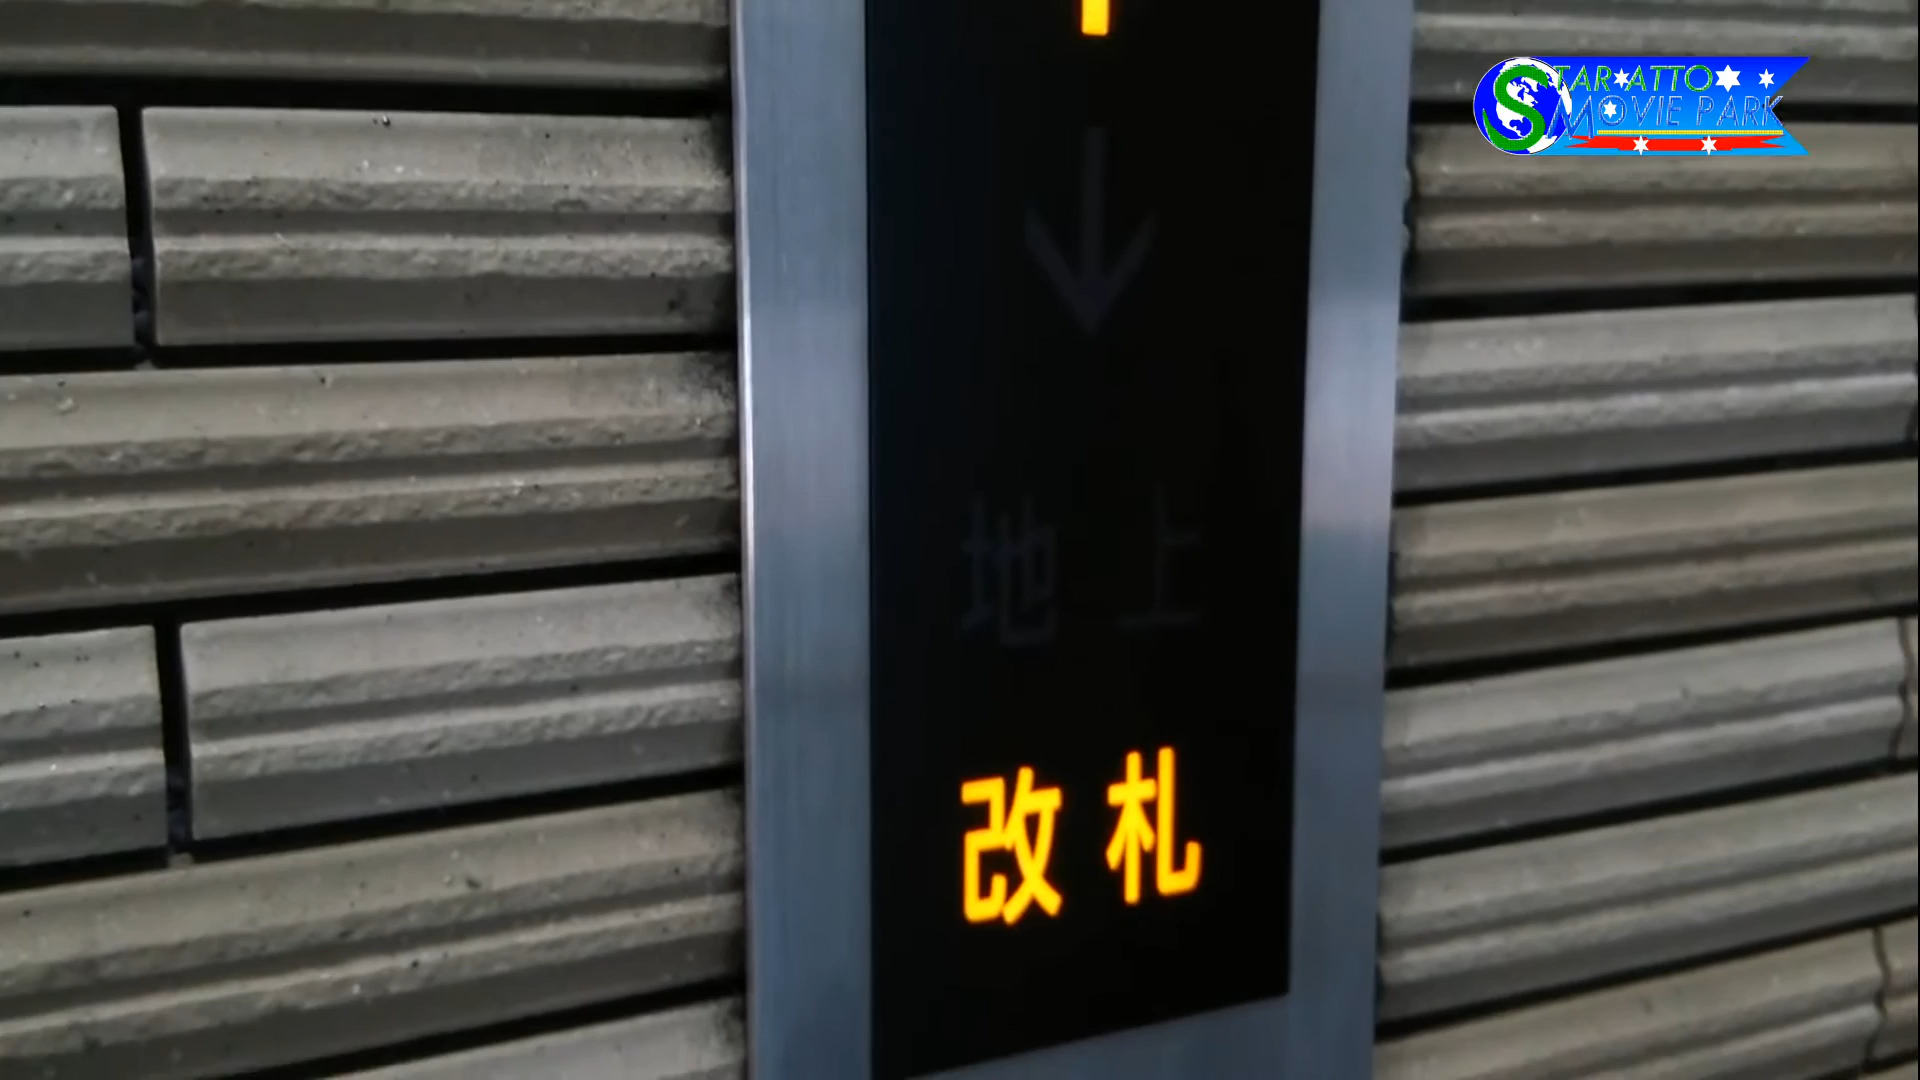 STAR ATTO
MOVIE PARK
↓
地上
改札